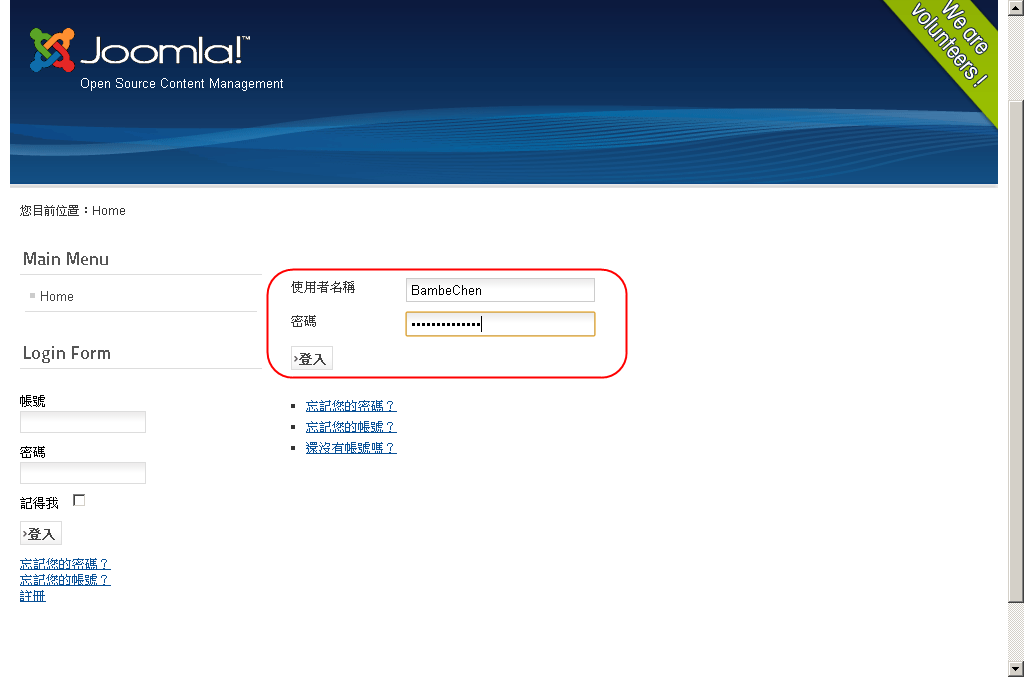 Joomla!™
Open Source Content Management
We are
volunteers!
您目前位置：Home
Main Menu
Home
Login Form
帳號
密碼
記得我
›登入
忘記您的密碼？
忘記您的帳號？
註冊
使用者名稱
BambeChen
密碼
••••••••••••••
›登入
忘記您的密碼？
忘記您的帳號？
還沒有帳號嗎？